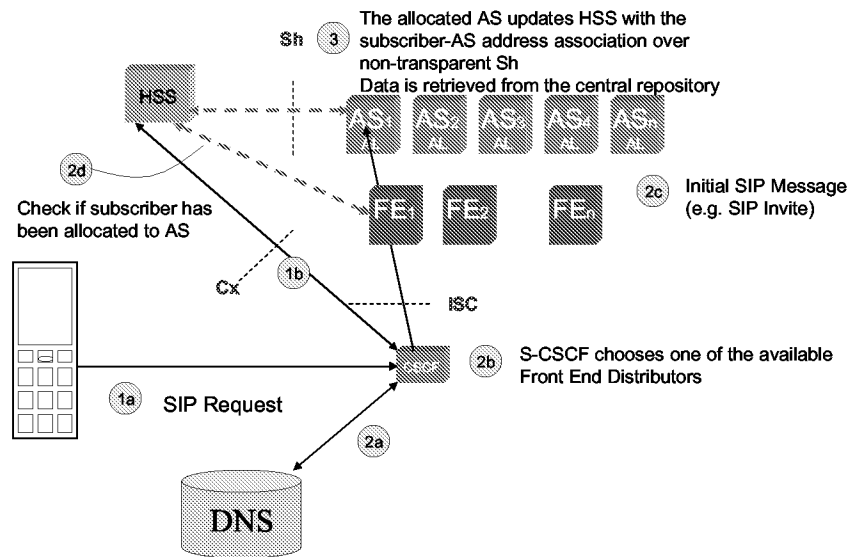 Sh
3
The allocated AS updates HSS with the
subscriber-AS address association over
non-transparent Sh
Data is retrieved from the central repository
HSS
AS1
AL
AS2
AL
AS3
AL
AS4
AL
ASn
AL
2d
FE1
FE2
FEn
2c
Initial SIP Message
(e.g. SIP Invite)
Check if subscriber has
been allocated to AS
Cx
1b
ISC
CSCF
2b
S-CSCF chooses one of the available
Front End Distributors
1a
SIP Request
2a
DNS